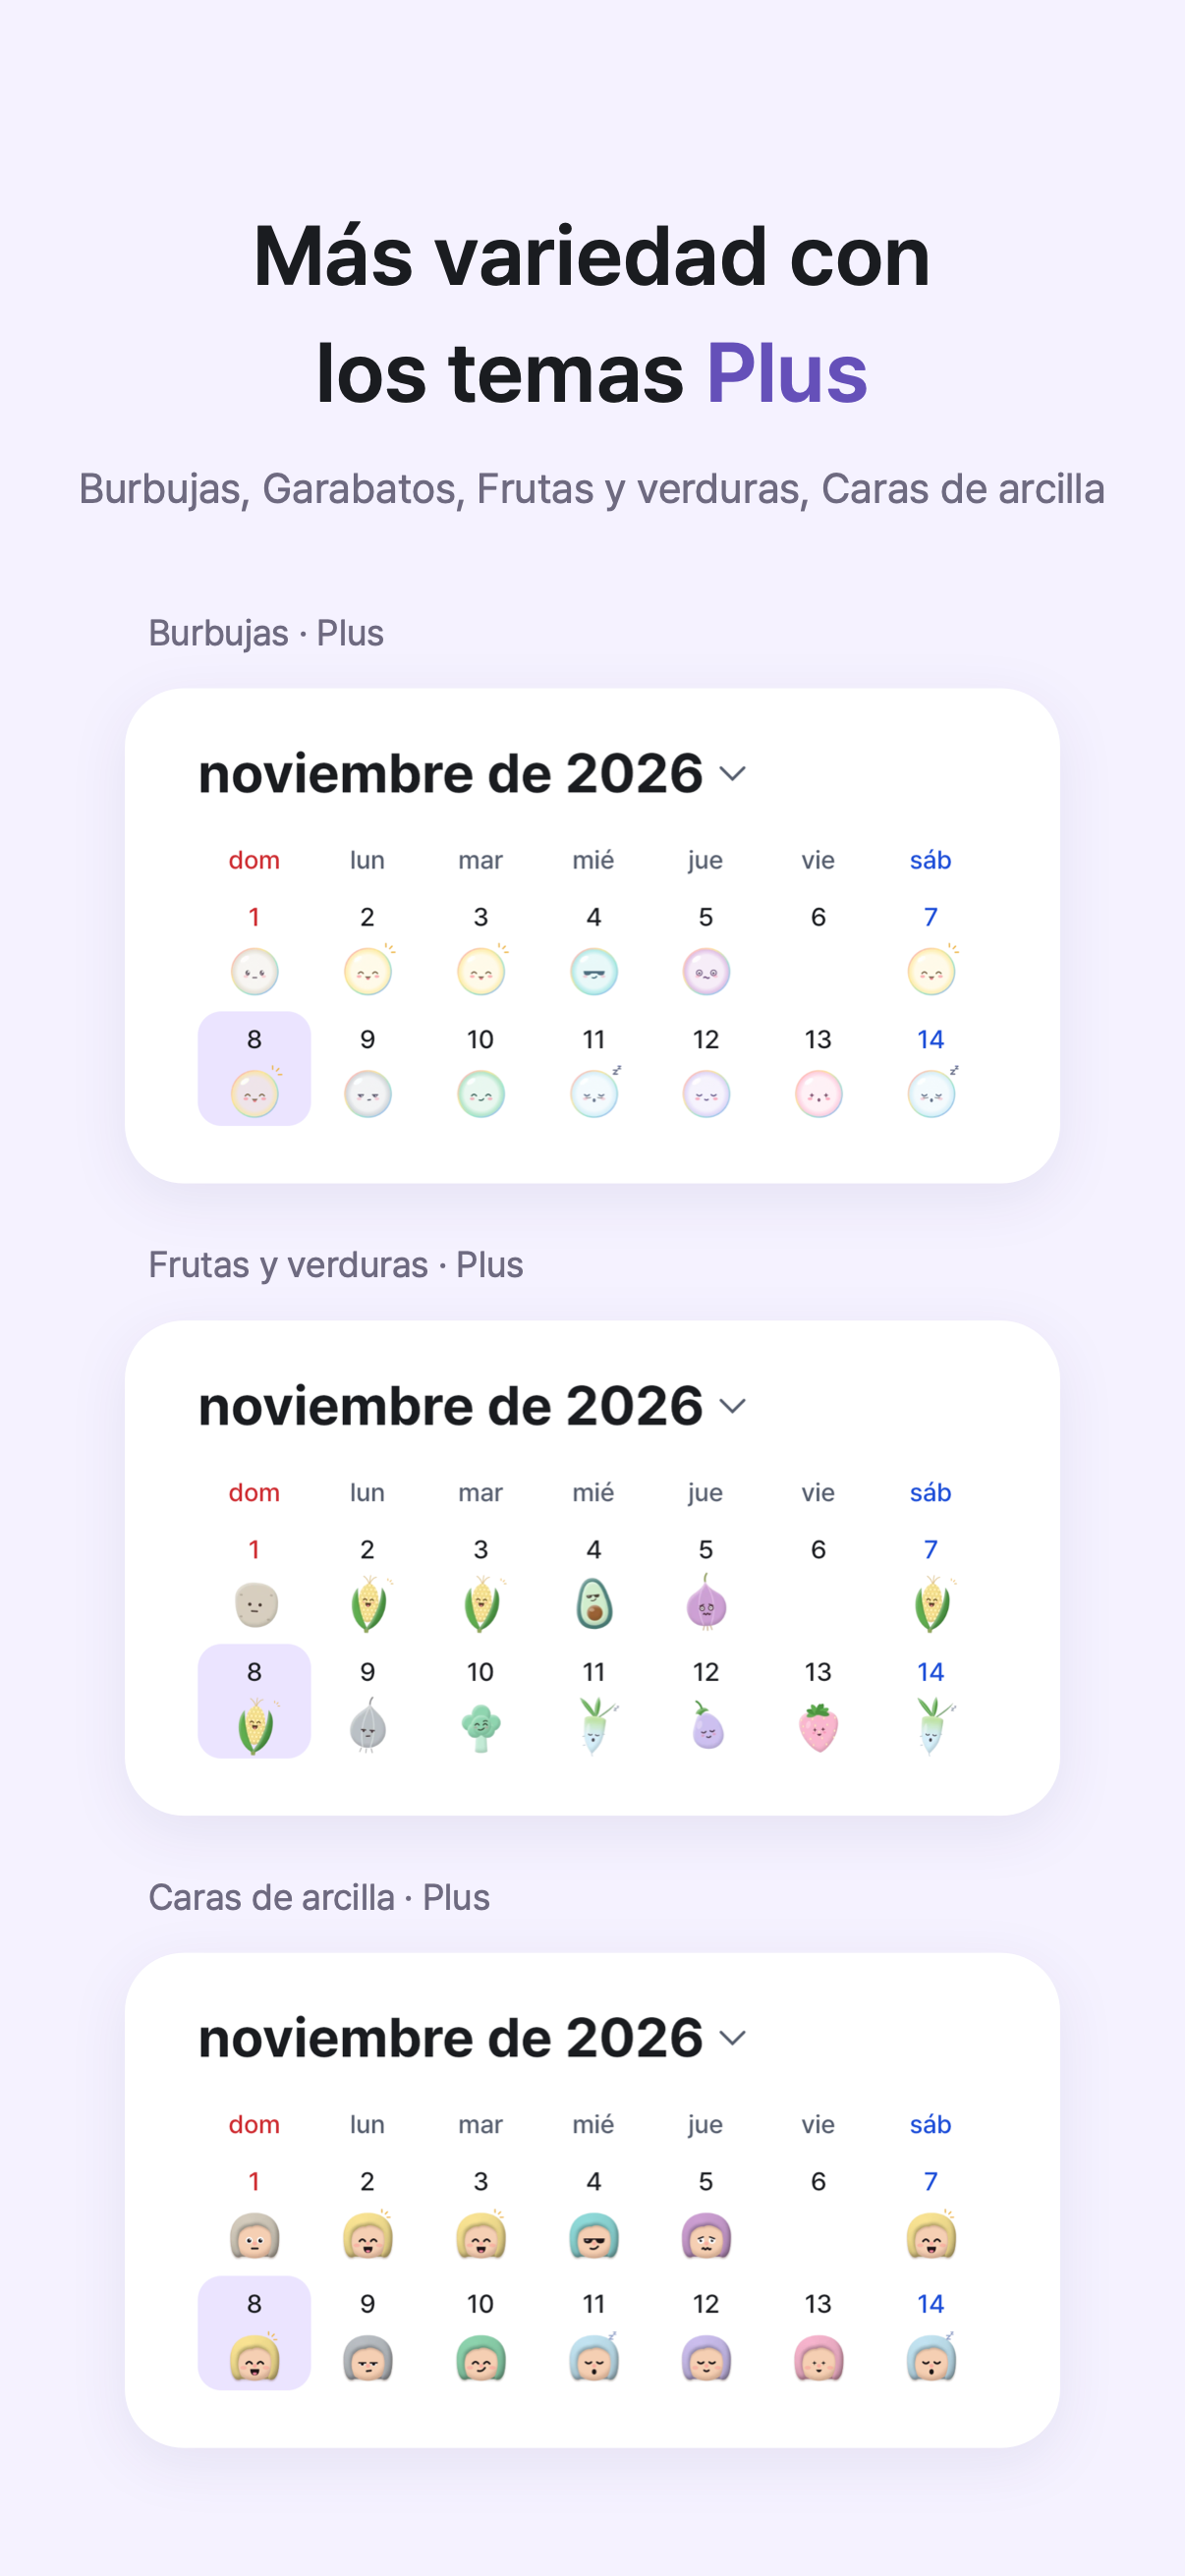 Más variedad con
los temas Plus
Burbujas, Garabatos, Frutas y verduras, Caras de arcilla
Burbujas · Plus
noviembre de 2026
dom lun mar mié jue vie sáb
1 2 3 4 5 6 7
8 9 10 11 12 13 14
Frutas y verduras · Plus
noviembre de 2026
dom lun mar mié jue vie sáb
1 2 3 4 5 6 7
8 9 10 11 12 13 14
Caras de arcilla · Plus
noviembre de 2026
dom lun mar mié jue vie sáb
1 2 3 4 5 6 7
8 9 10 11 12 13 14